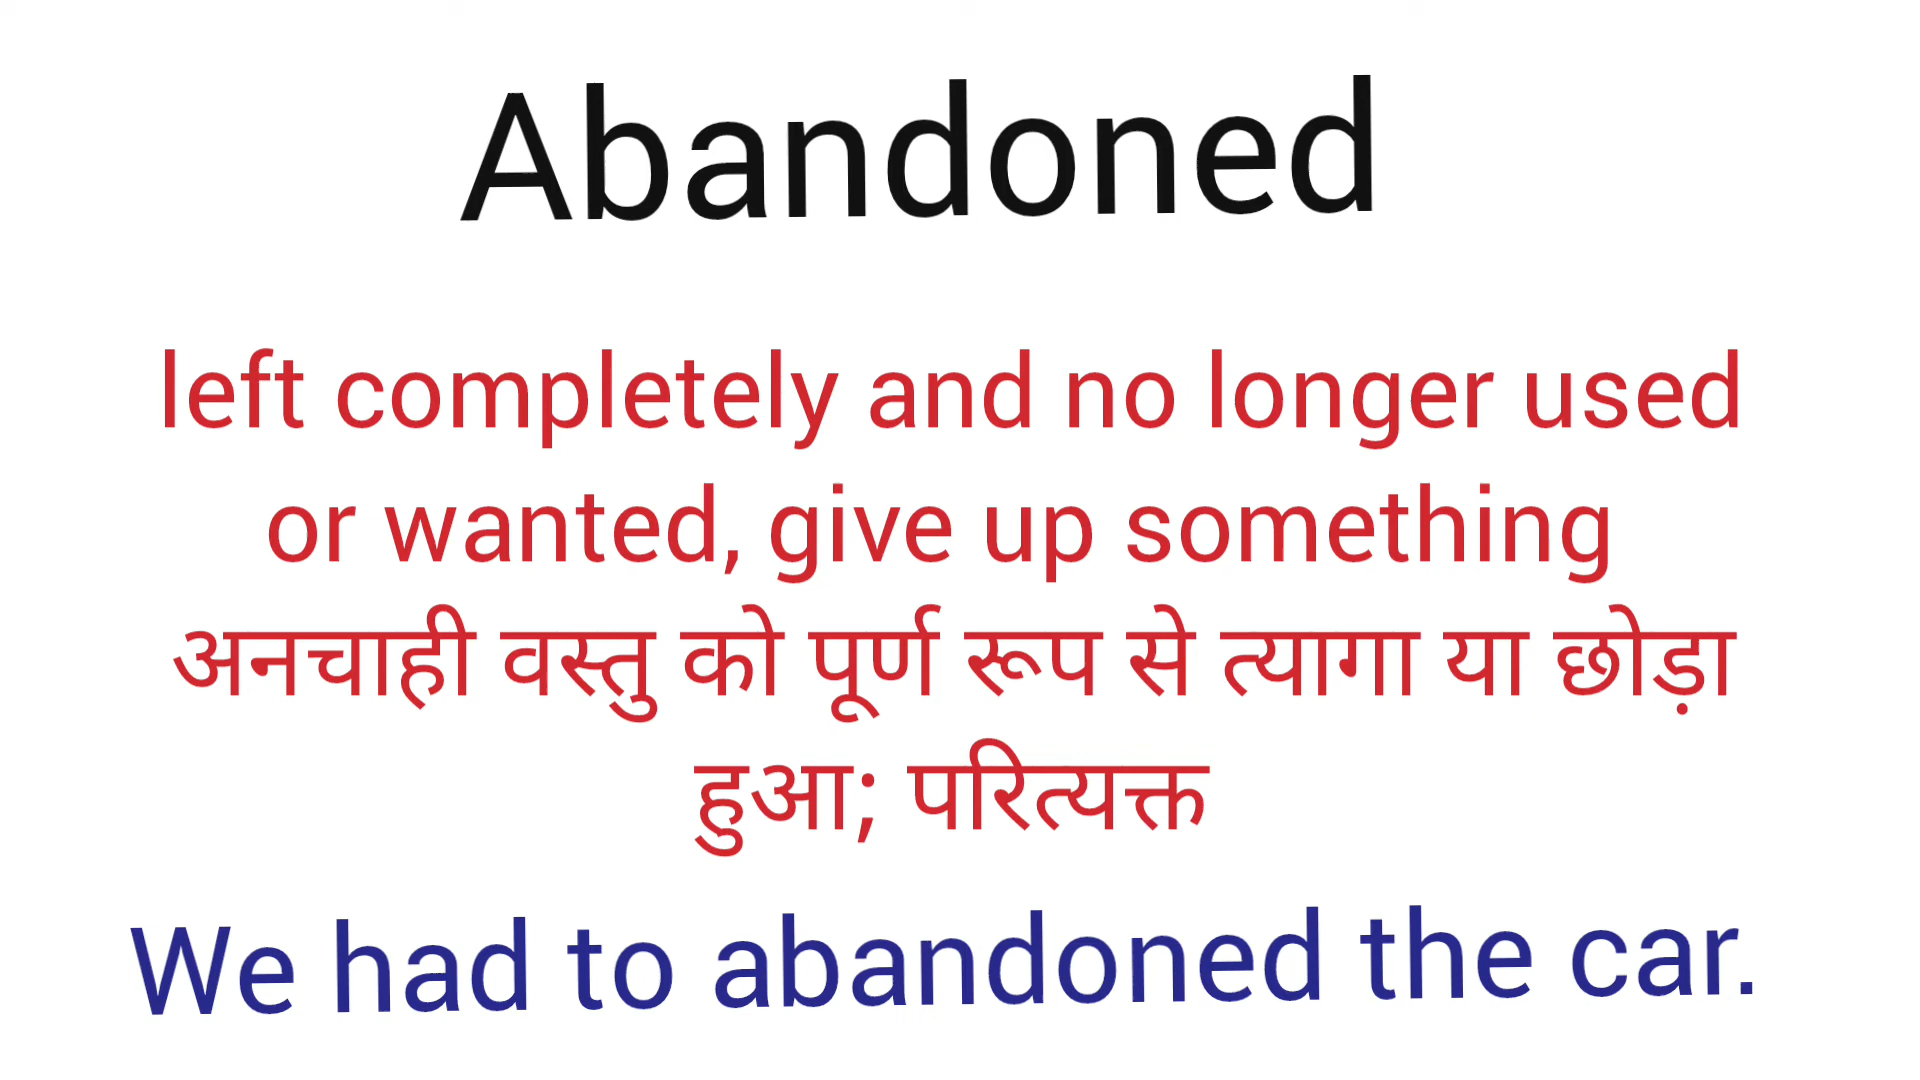 Abandoned
left completely and no longer used
or wanted, give up something
अनचाही वस्तु को पूर्ण रूप से त्यागा या छोड़ा
हुआ; परित्यक्त
We had to abandoned the car.